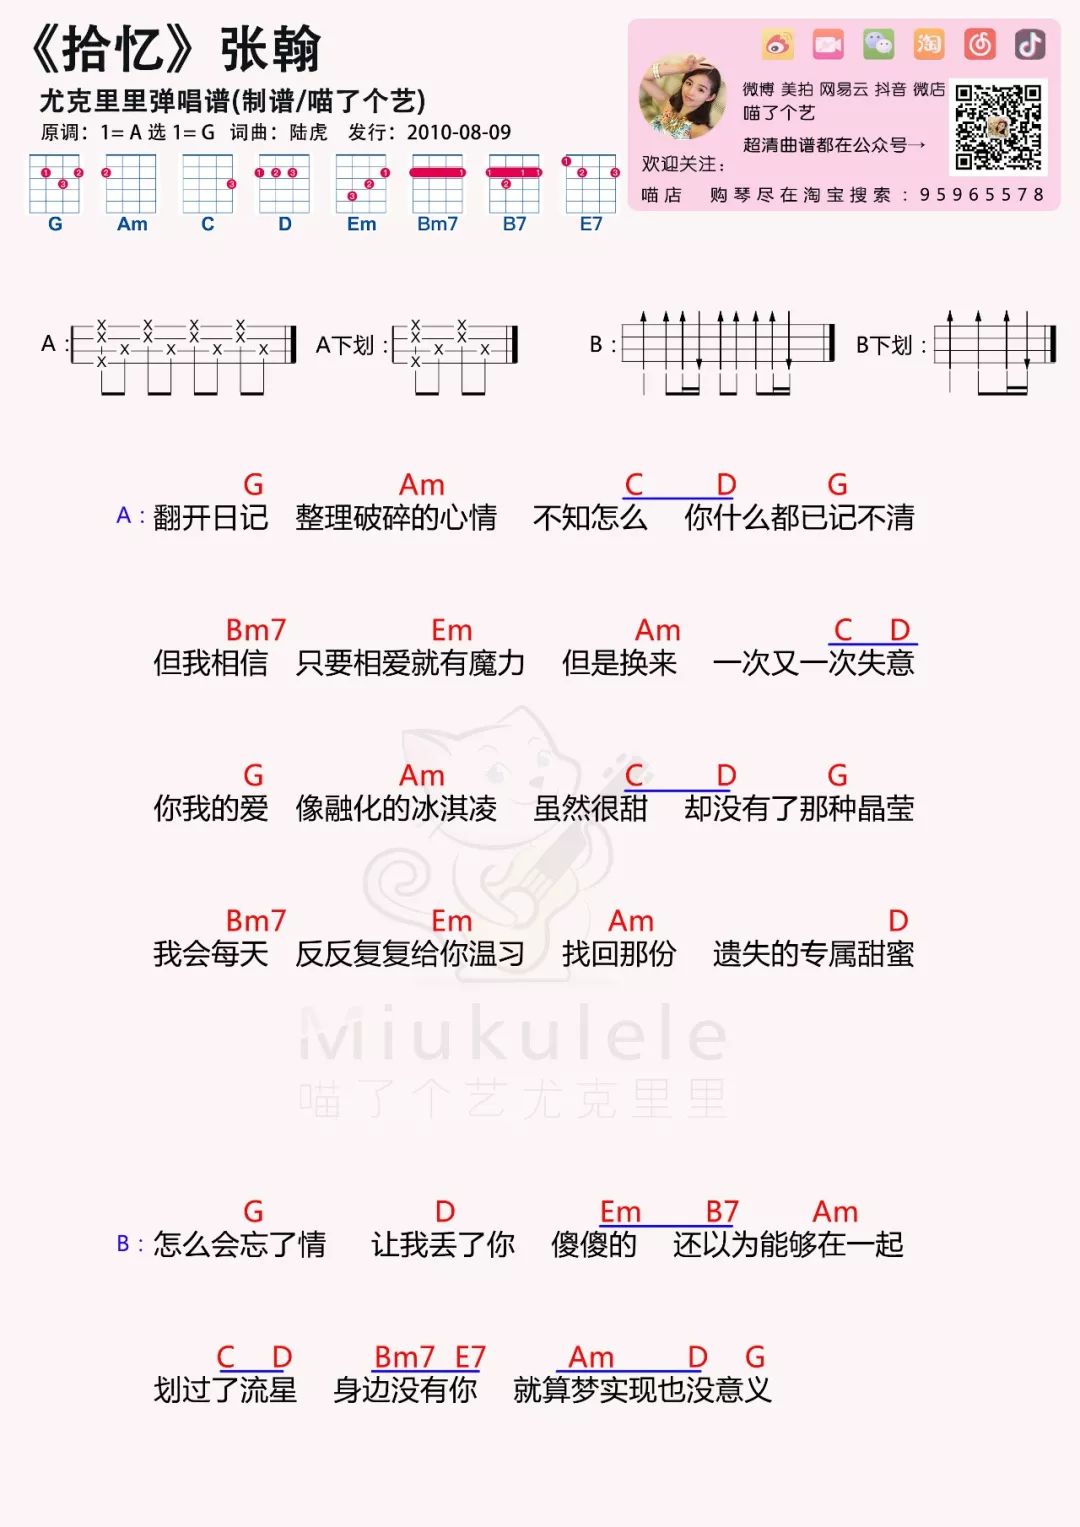 《拾忆》张翰
尤克里里弹唱谱(制谱/喵了个艺)
原调：1=A 选 1=G 词曲：陆虎 发行：2010-08-09
G Am C D Em Bm7 B7 E7
微博 美拍 网易云 抖音 微店
喵了个艺
超清曲谱都在公众号→
欢迎关注：
喵店 购琴尽在淘宝搜索：95965578
A： A下划： B： B下划：
G Am C D G
A：翻开日记 整理破碎的心情 不知怎么 你什么都已记不清
Bm7 Em Am C D
但我相信 只要相爱就有魔力 但是换来 一次又一次失意
G Am C D G
你我的爱 像融化的冰淇凌 虽然很甜 却没有了那种晶莹
Bm7 Em Am D
我会每天 反反复复给你温习 找回那份 遗失的专属甜蜜
Miukulele
喵了个艺尤克里里
G D Em B7 Am
B：怎么会忘了情 让我丢了你 傻傻的 还以为能够在一起
C D Bm7 E7 Am D G
划过了流星 身边没有你 就算梦实现也没意义